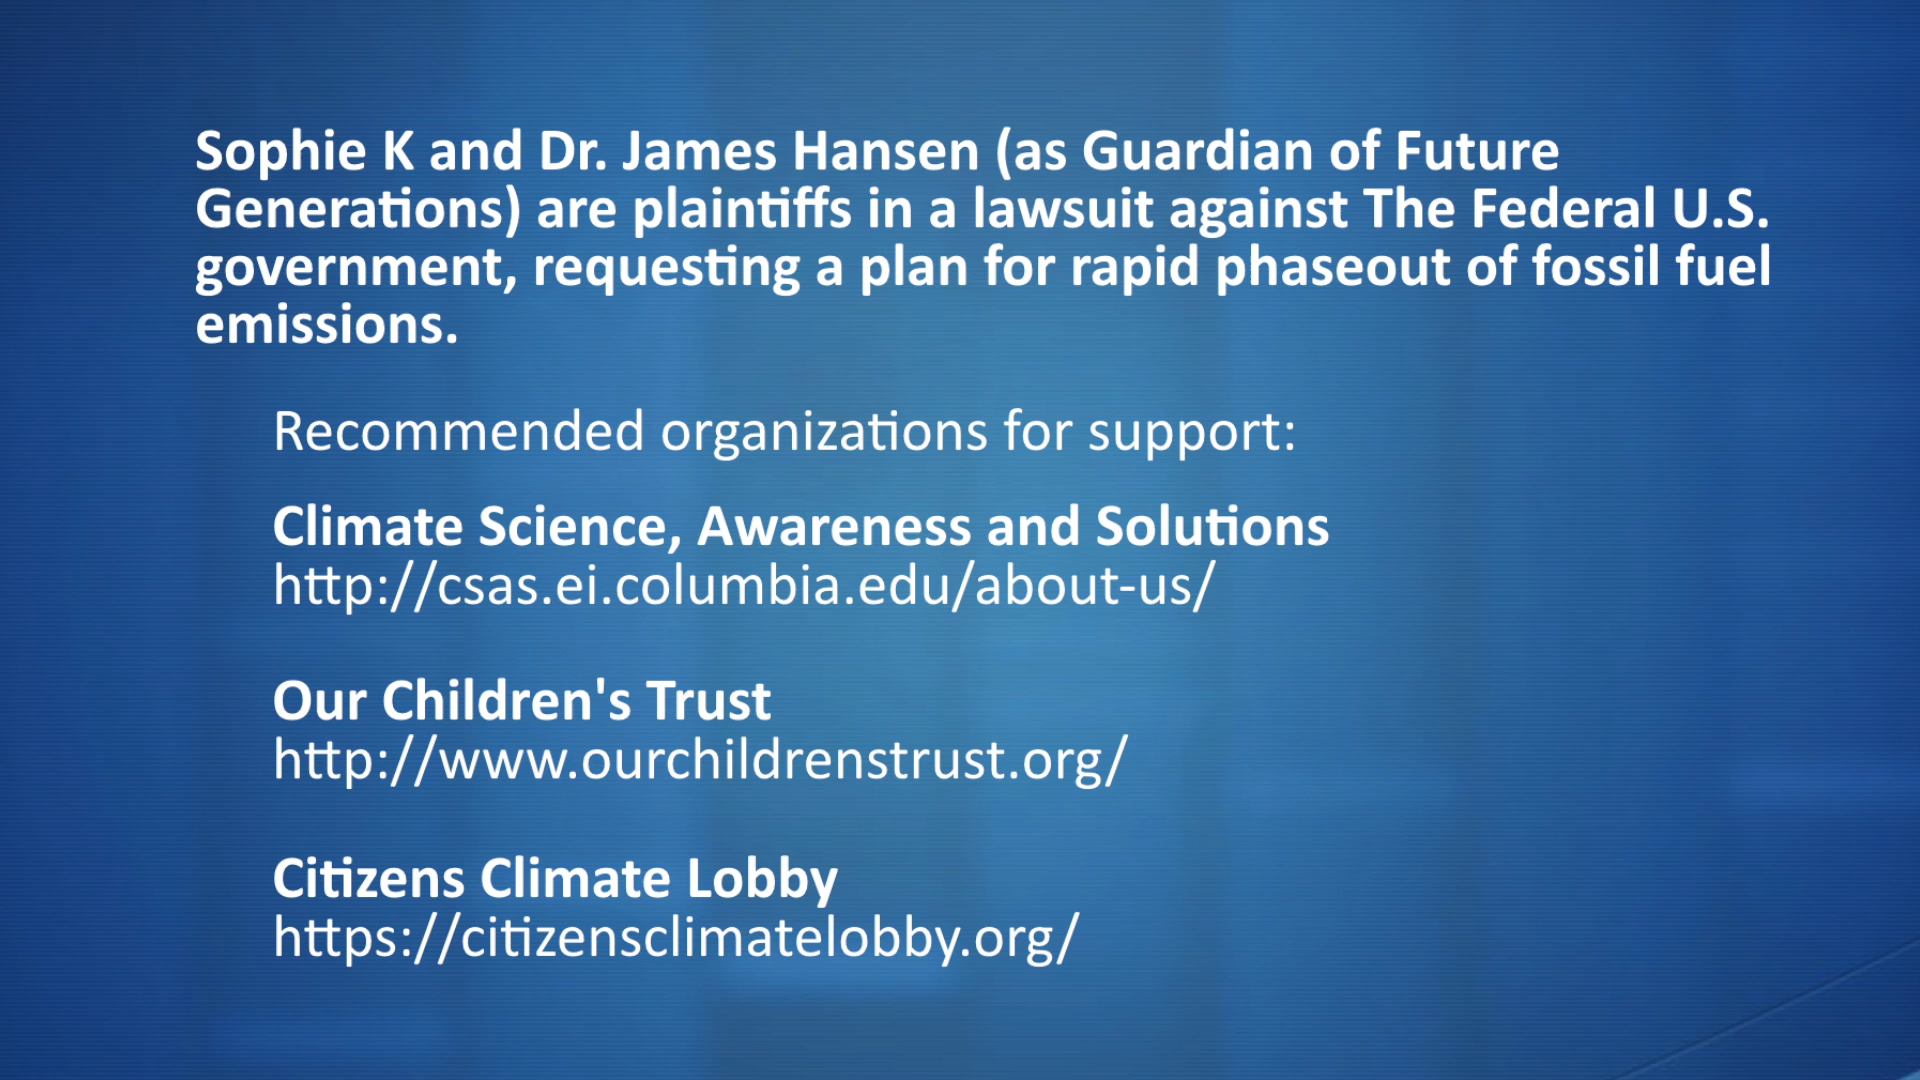 Sophie K and Dr. James Hansen (as Guardian of Future
Generations) are plaintiffs in a lawsuit against The Federal U.S.
government, requesting a plan for rapid phaseout of fossil fuel
emissions.
Recommended organizations for support:
Climate Science, Awareness and Solutions
http://csas.ei.columbia.edu/about-us/
Our Children's Trust
http://www.ourchildrenstrust.org/
Citizens Climate Lobby
https://citizensclimatelobby.org/